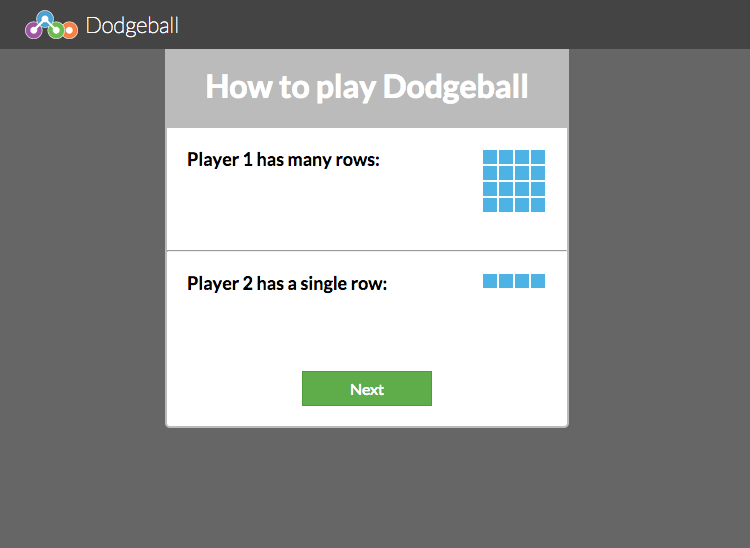 Dodgeball
How to play Dodgeball
Player 1 has many rows:
Player 2 has a single row:
Next